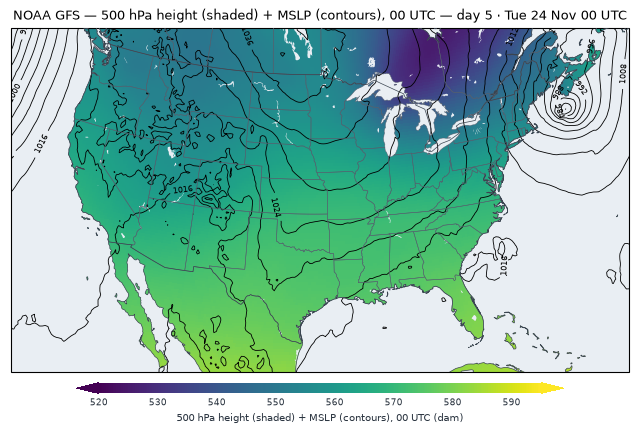 NOAA GFS — 500 hPa height (shaded) + MSLP (contours), 00 UTC — day 5 · Tue 24 Nov 00 UTC
1012
1008
992
1016
1016
1024
520 530 540 550 560 570 580 590
500 hPa height (shaded) + MSLP (contours), 00 UTC (dam)